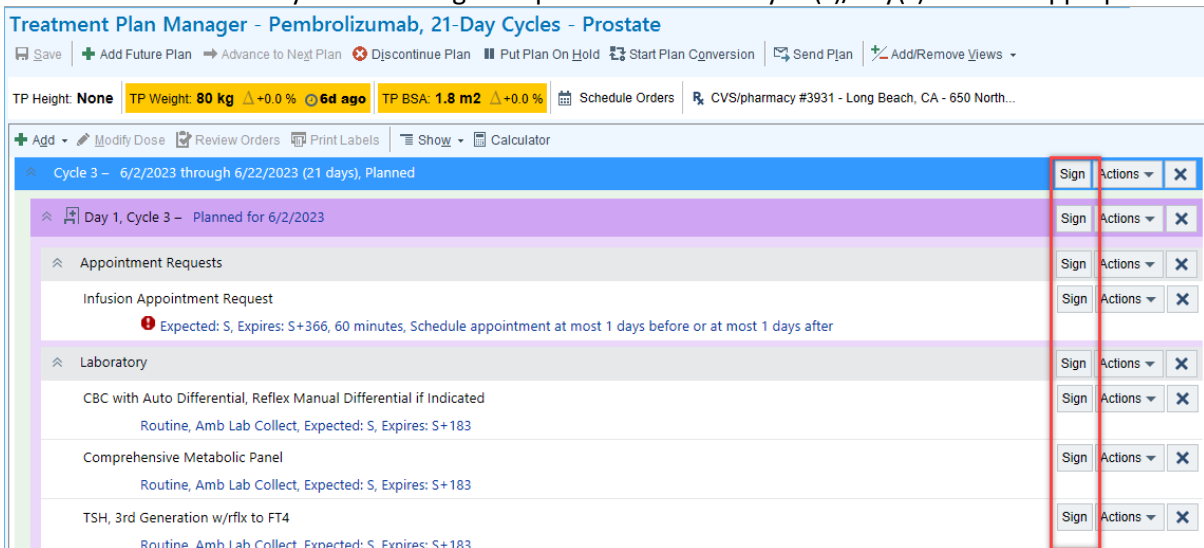 Treatment Plan Manager - Pembrolizumab, 21-Day Cycles - Prostate
Save Add Future Plan Advance to Next Plan Discontinue Plan Put Plan On Hold Start Plan Conversion Send Plan Add/Remove Views
TP Height: None TP Weight: 80 kg △+0.0 % 6d ago TP BSA: 1.8 m2 △+0.0 % Schedule Orders CVS/pharmacy #3931 - Long Beach, CA - 650 North...
Add Modify Dose Review Orders Print Labels Show Calculator
Cycle 3 – 6/2/2023 through 6/22/2023 (21 days), Planned Sign Actions
Day 1, Cycle 3 – Planned for 6/2/2023 Sign Actions
Appointment Requests Sign Actions
Infusion Appointment Request Sign Actions
Expected: S, Expires: S+366, 60 minutes, Schedule appointment at most 1 days before or at most 1 days after
Laboratory Sign Actions
CBC with Auto Differential, Reflex Manual Differential if Indicated Sign Actions
Routine, Amb Lab Collect, Expected: S, Expires: S+183
Comprehensive Metabolic Panel Sign Actions
Routine, Amb Lab Collect, Expected: S, Expires: S+183
TSH, 3rd Generation w/rflx to FT4 Sign Actions
Routine, Amb Lab Collect, Expected: S, Expires: S+183